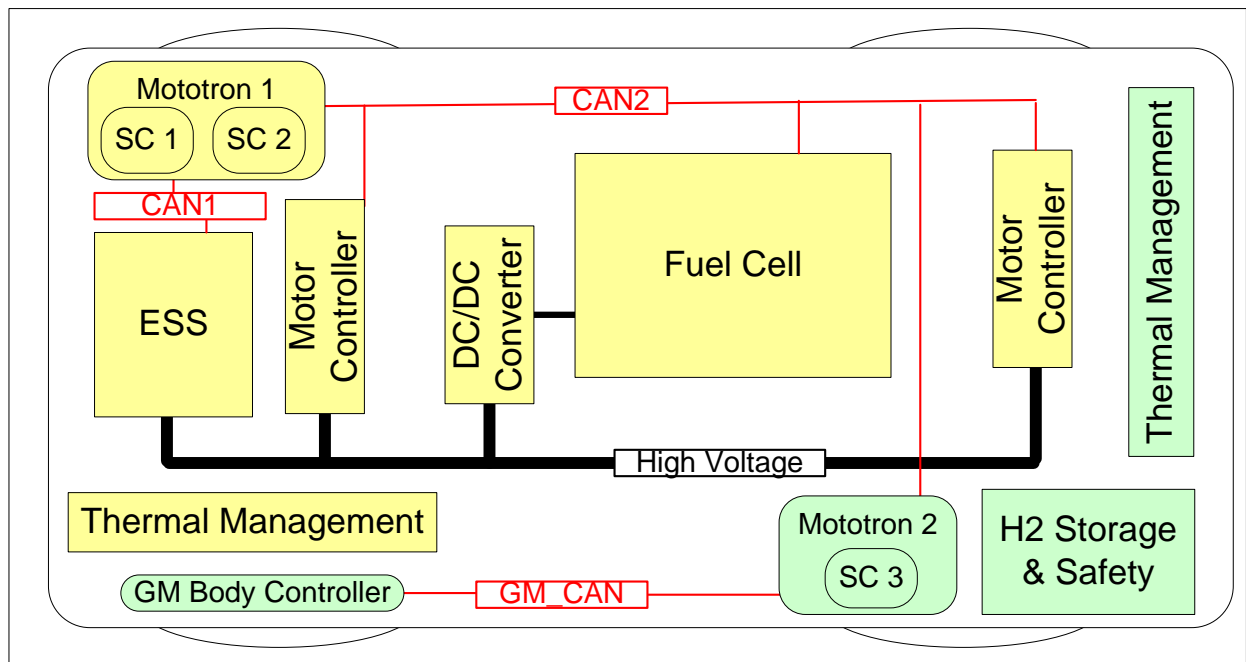 Mototron 1
SC 1
SC 2
CAN2
CAN1
ESS
Motor
Controller
DC/DC
Converter
Fuel Cell
Motor
Controller
Thermal Management
High Voltage
Thermal Management
Mototron 2
SC 3
H2 Storage
& Safety
GM Body Controller
GM_CAN